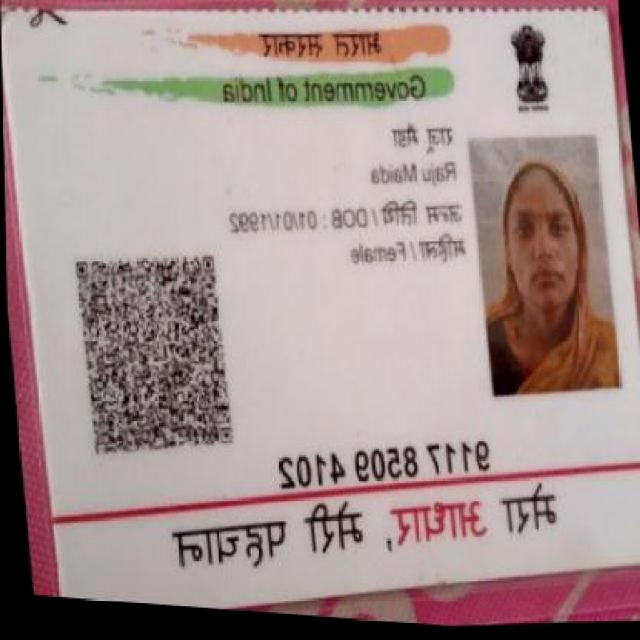 भारत सरकार
Government of India
राजू मैडा
Raju Maida
जन्म तिथि / DOB : 01/01/1992
महिला / Female
9117 8509 4102
मेरा आधार, मेरी पहचान